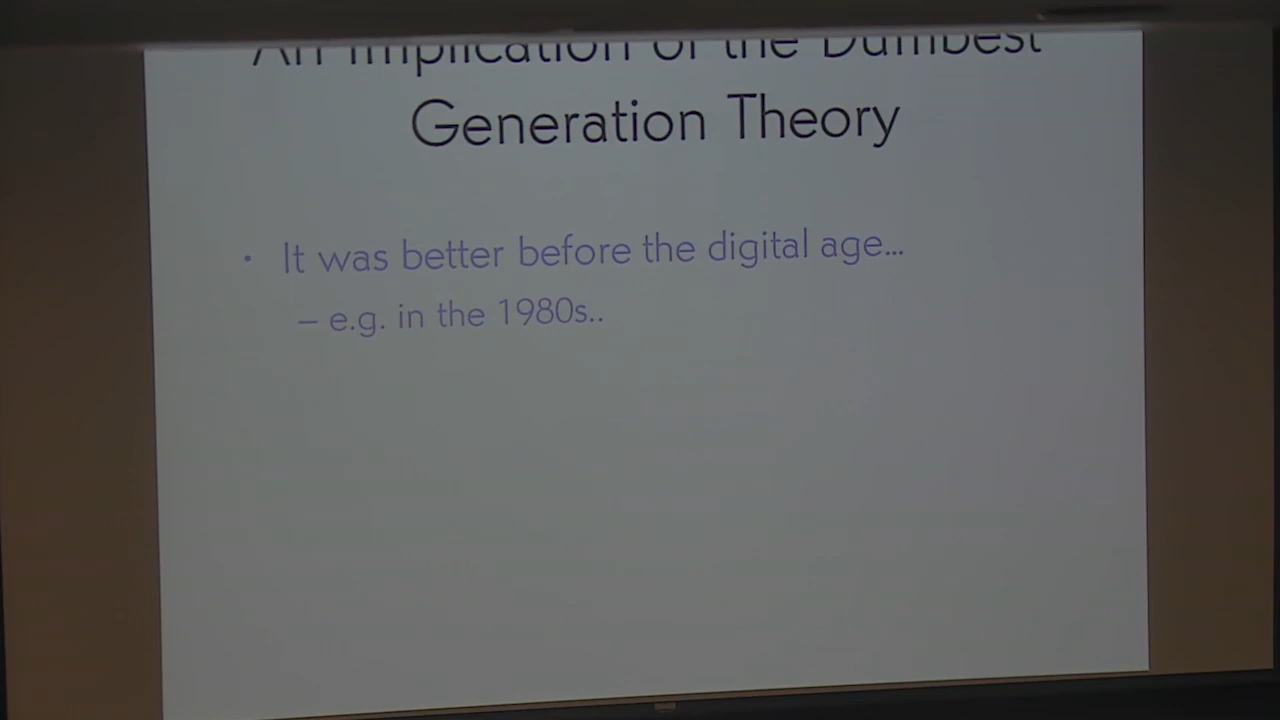 An Implication of the Dumbest
Generation Theory
• It was better before the digital age...
– e.g. in the 1980s..